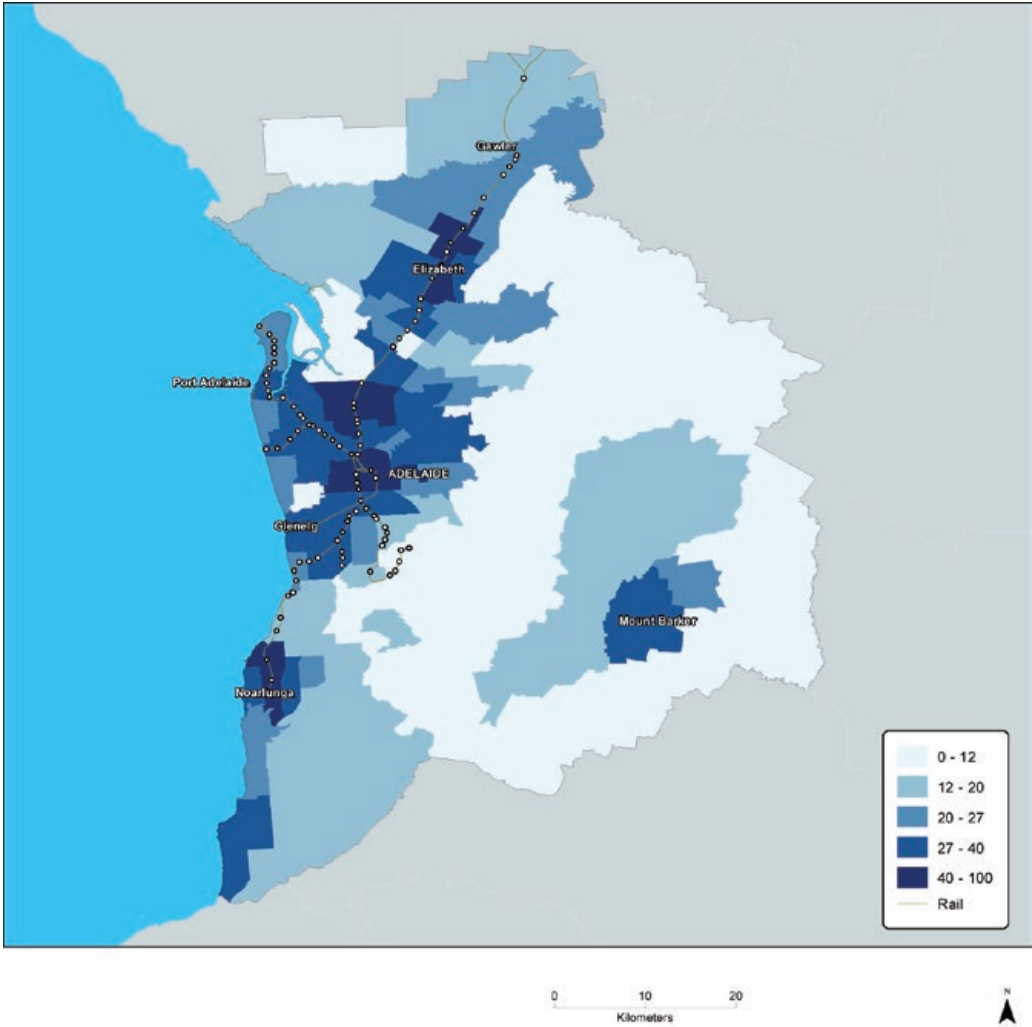 Gawler
Elizabeth
Port Adelaide
ADELAIDE
Glenelg
Mount Barker
Noarlunga
0 - 12
12 - 20
20 - 27
27 - 40
40 - 100
Rail
0 10 20
Kilometers
N